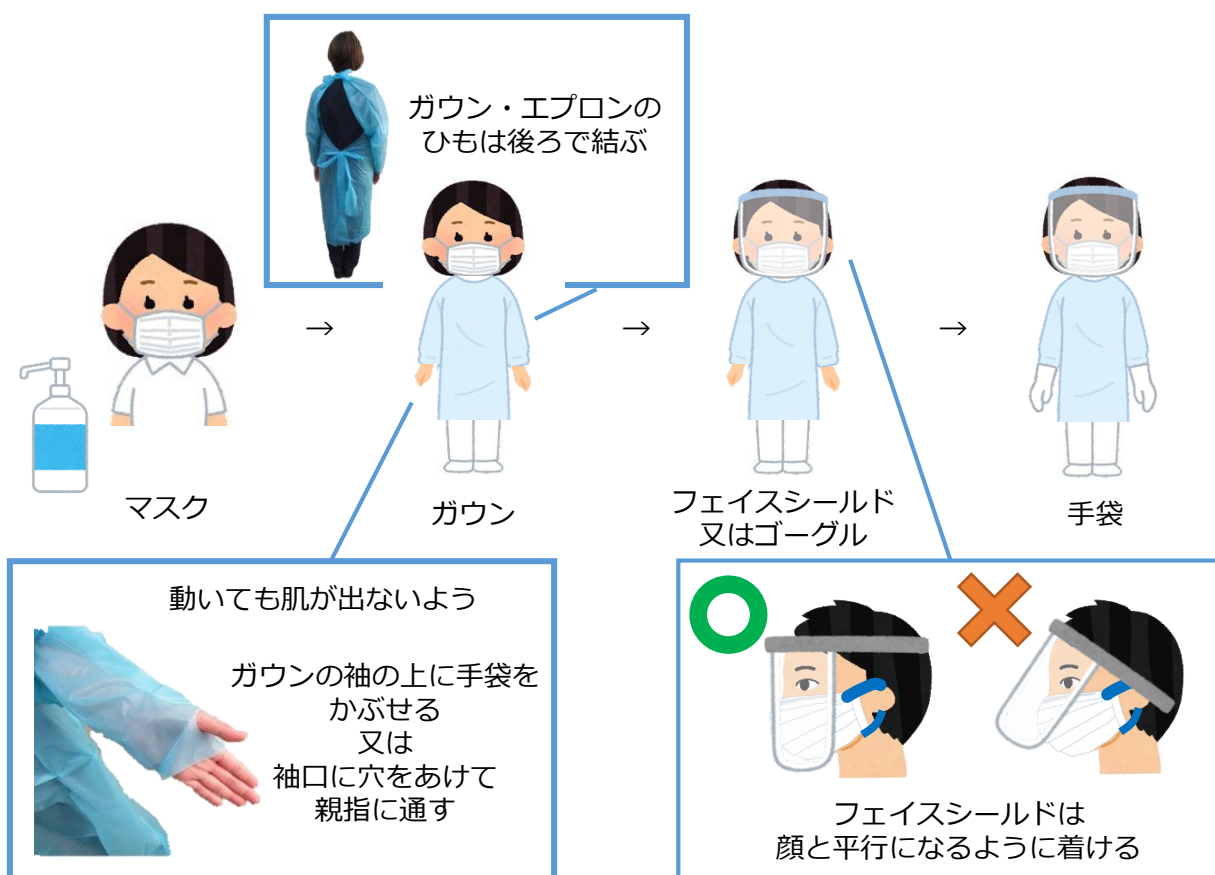 ガウン・エプロンの
ひもは後ろで結ぶ
→
→
→
マスク
ガウン
フェイスシールド
又はゴーグル
手袋
動いても肌が出ないよう
ガウンの袖の上に手袋を
かぶせる
又は
袖口に穴をあけて
親指に通す
フェイスシールドは
顔と平行になるように着ける